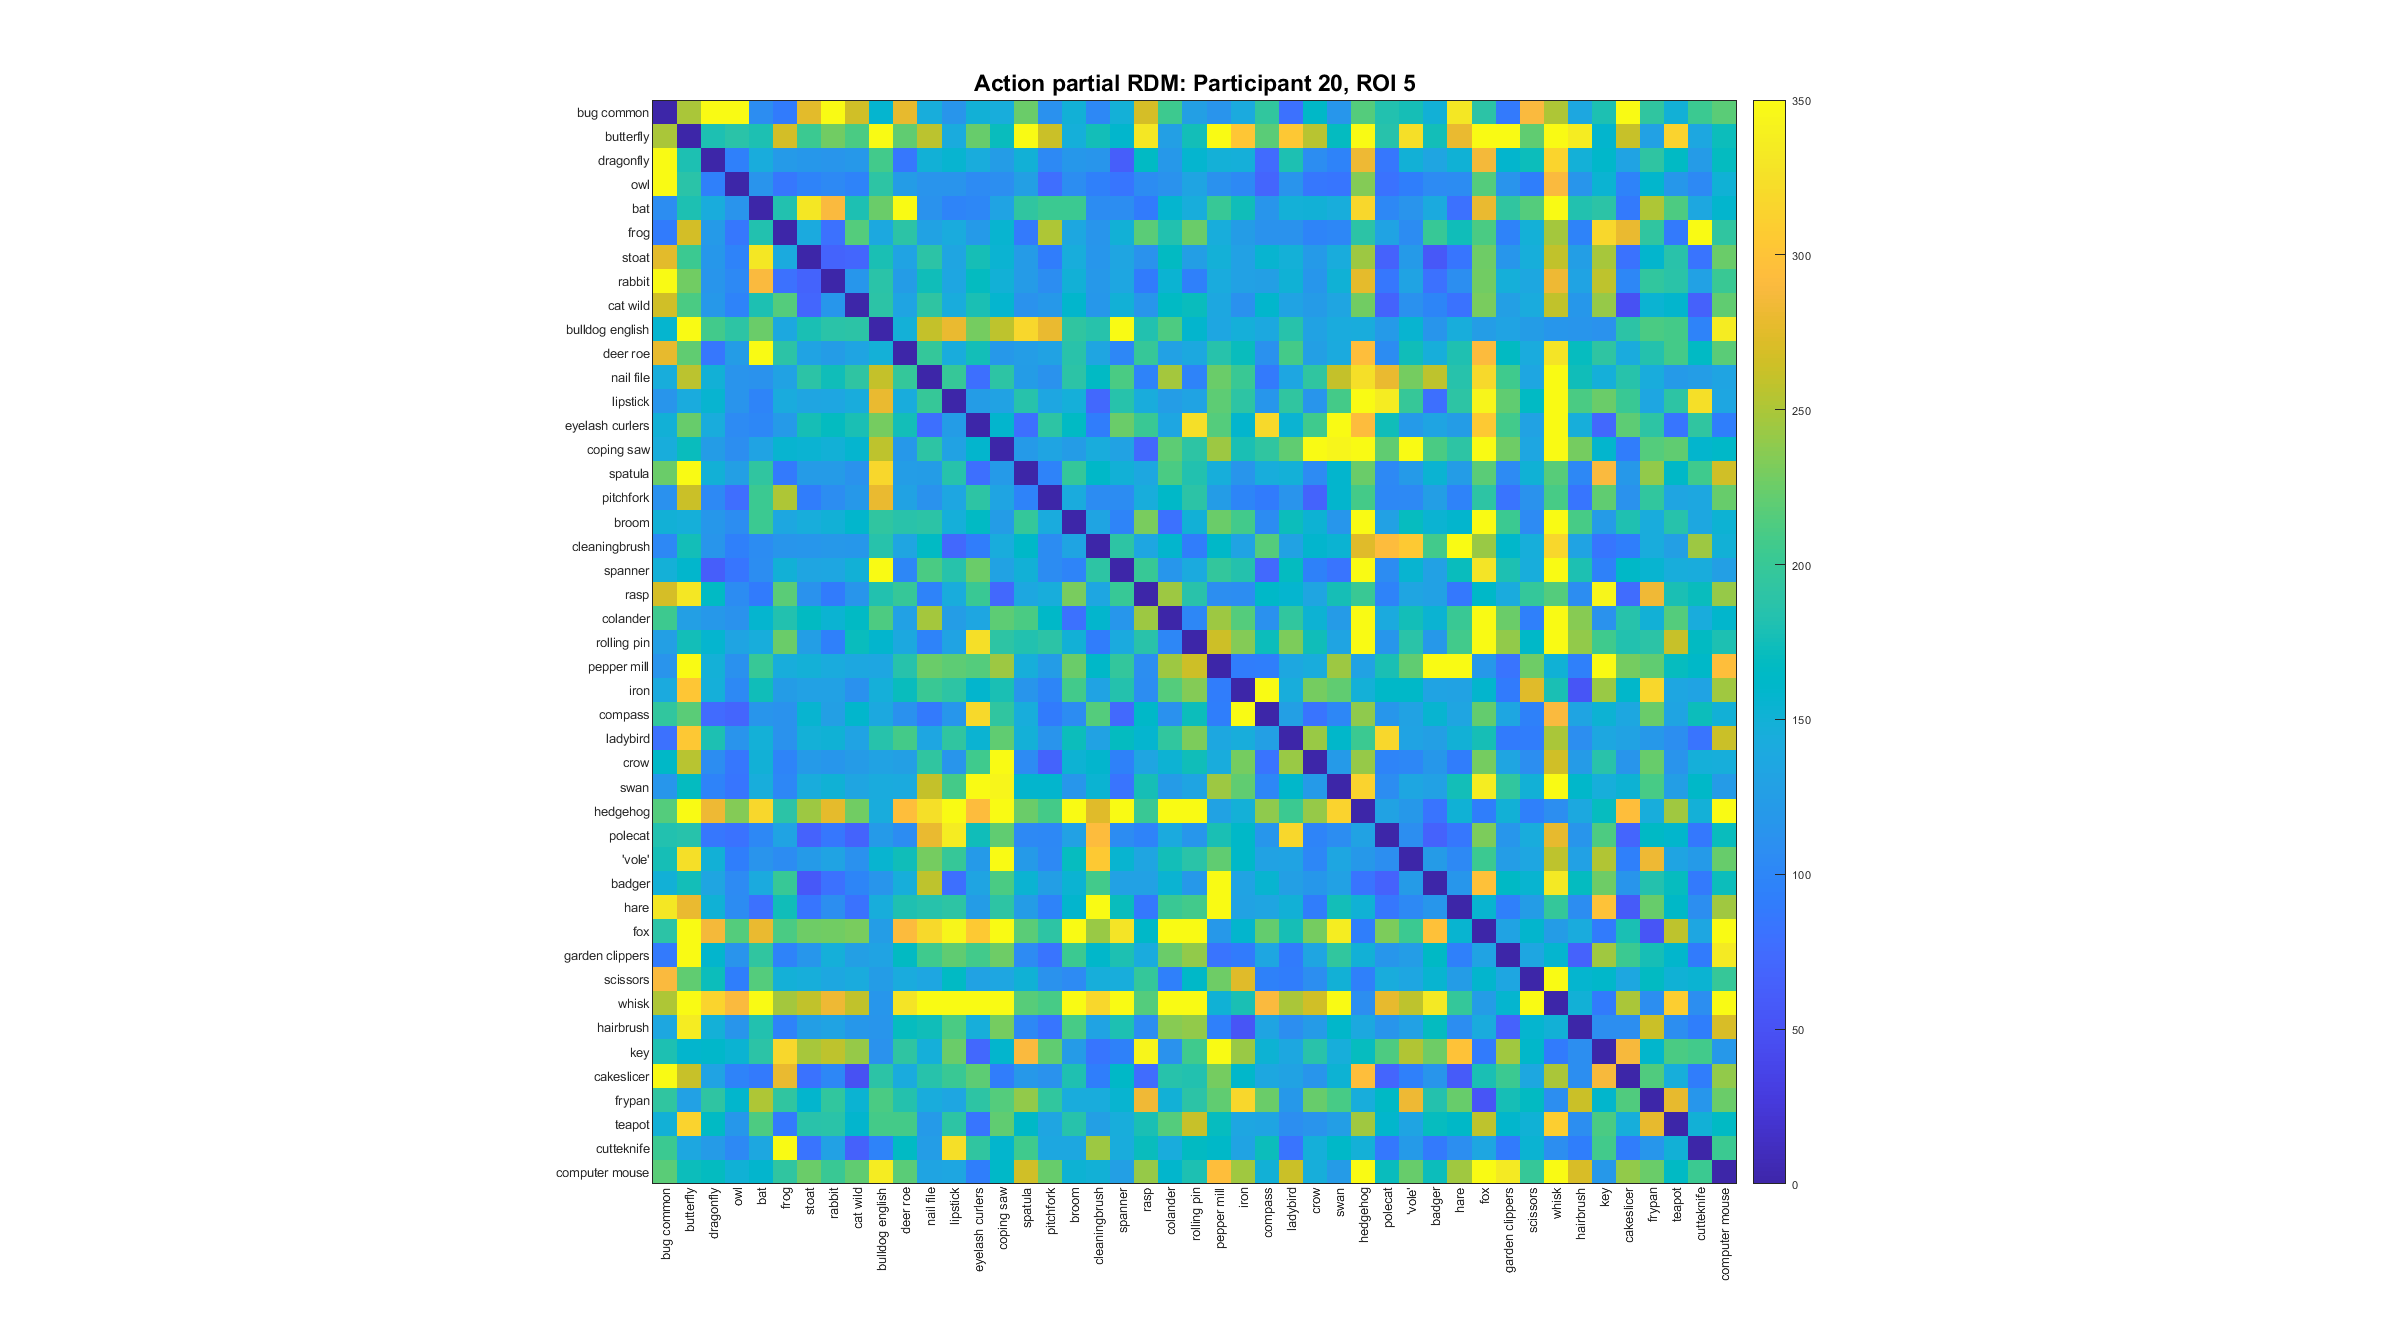 Action partial RDM: Participant 20, ROI 5
bug common
butterfly
dragonfly
owl
bat
frog
stoat
rabbit
cat wild
bulldog english
deer roe
nail file
lipstick
eyelash curlers
coping saw
spatula
pitchfork
broom
cleaningbrush
spanner
rasp
colander
rolling pin
pepper mill
iron
compass
ladybird
crow
swan
hedgehog
polecat
'vole'
badger
hare
fox
garden clippers
scissors
whisk
hairbrush
key
cakeslicer
frypan
teapot
cutteknife
computer mouse
bug common
butterfly
dragonfly
owl
bat
frog
stoat
rabbit
cat wild
bulldog english
deer roe
nail file
lipstick
eyelash curlers
coping saw
spatula
pitchfork
broom
cleaningbrush
spanner
rasp
colander
rolling pin
pepper mill
iron
compass
ladybird
crow
swan
hedgehog
polecat
'vole'
badger
hare
fox
garden clippers
scissors
whisk
hairbrush
key
cakeslicer
frypan
teapot
cutteknife
computer mouse
350
300
250
200
150
100
50
0